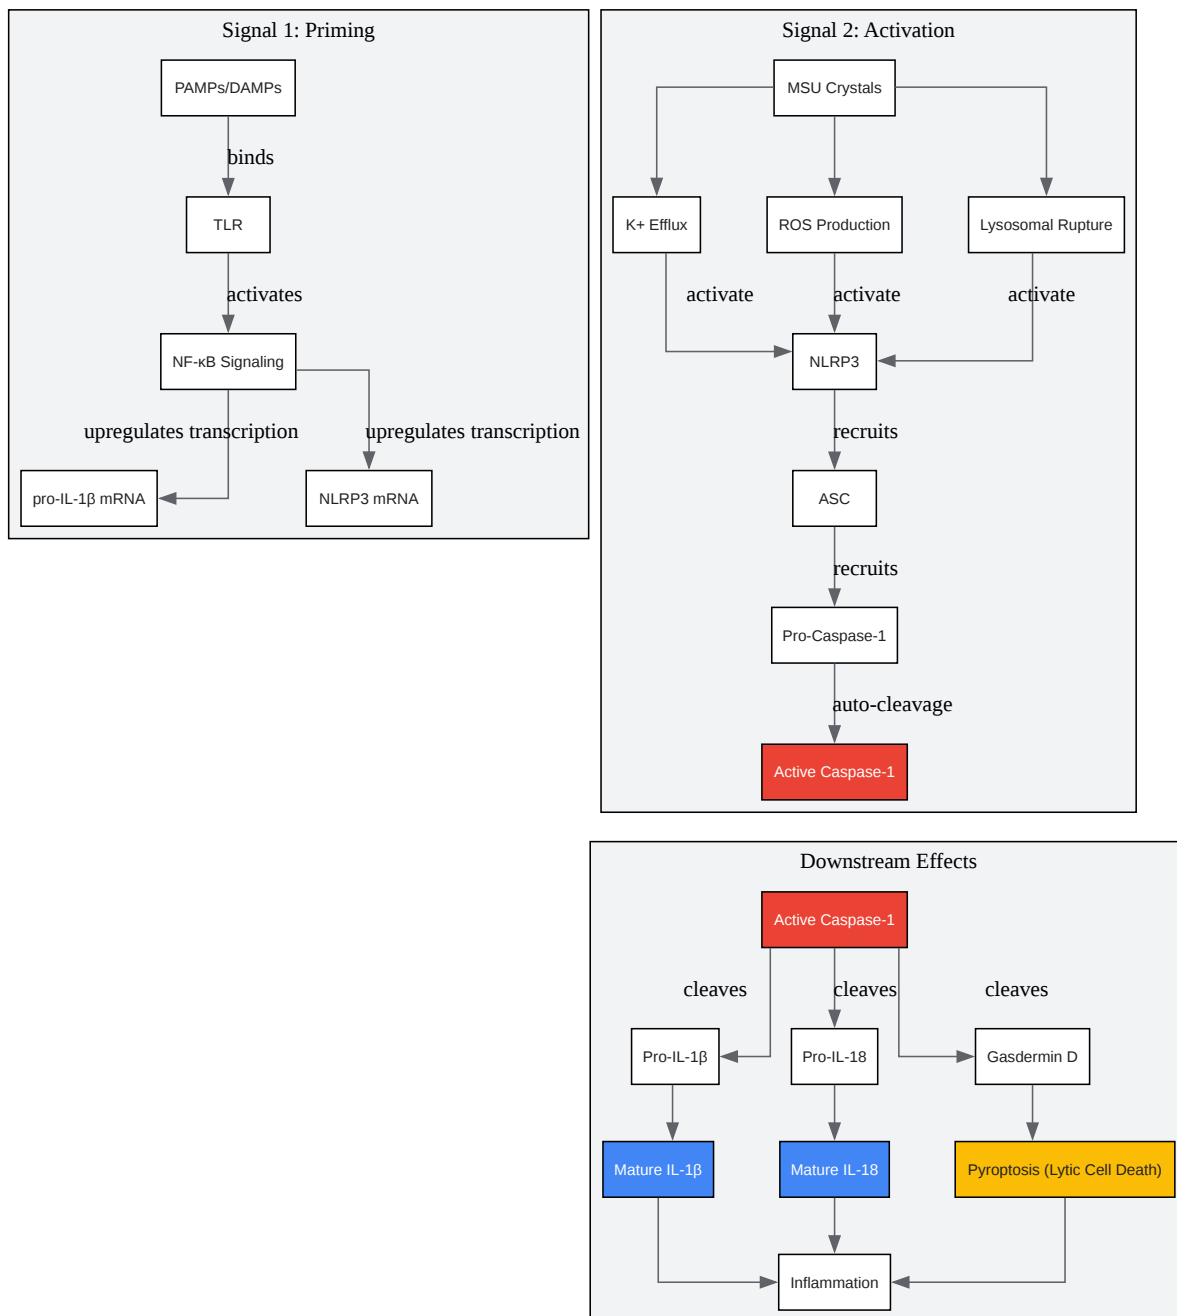 Signal 1: Priming
PAMPs/DAMPs
binds
TLR
activates
NF-κB Signaling
upregulates transcription
upregulates transcription
pro-IL-1β mRNA
NLRP3 mRNA
Signal 2: Activation
MSU Crystals
K+ Efflux
ROS Production
Lysosomal Rupture
activate
activate
activate
NLRP3
recruits
ASC
recruits
Pro-Caspase-1
auto-cleavage
Active Caspase-1
Downstream Effects
Active Caspase-1
cleaves
cleaves
cleaves
Pro-IL-1β
Pro-IL-18
Gasdermin D
Mature IL-1β
Mature IL-18
Pyroptosis (Lytic Cell Death)
Inflammation